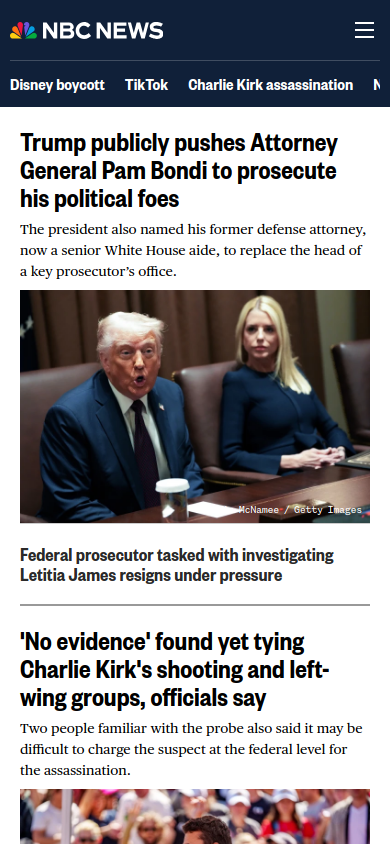 NBC NEWS
Disney boycott TikTok Charlie Kirk assassination N
Trump publicly pushes Attorney
General Pam Bondi to prosecute
his political foes
The president also named his former defense attorney,
now a senior White House aide, to replace the head of
a key prosecutor’s office.
McNamee / Getty Images
Federal prosecutor tasked with investigating
Letitia James resigns under pressure
'No evidence' found yet tying
Charlie Kirk's shooting and left-
wing groups, officials say
Two people familiar with the probe also said it may be
difficult to charge the suspect at the federal level for
the assassination.